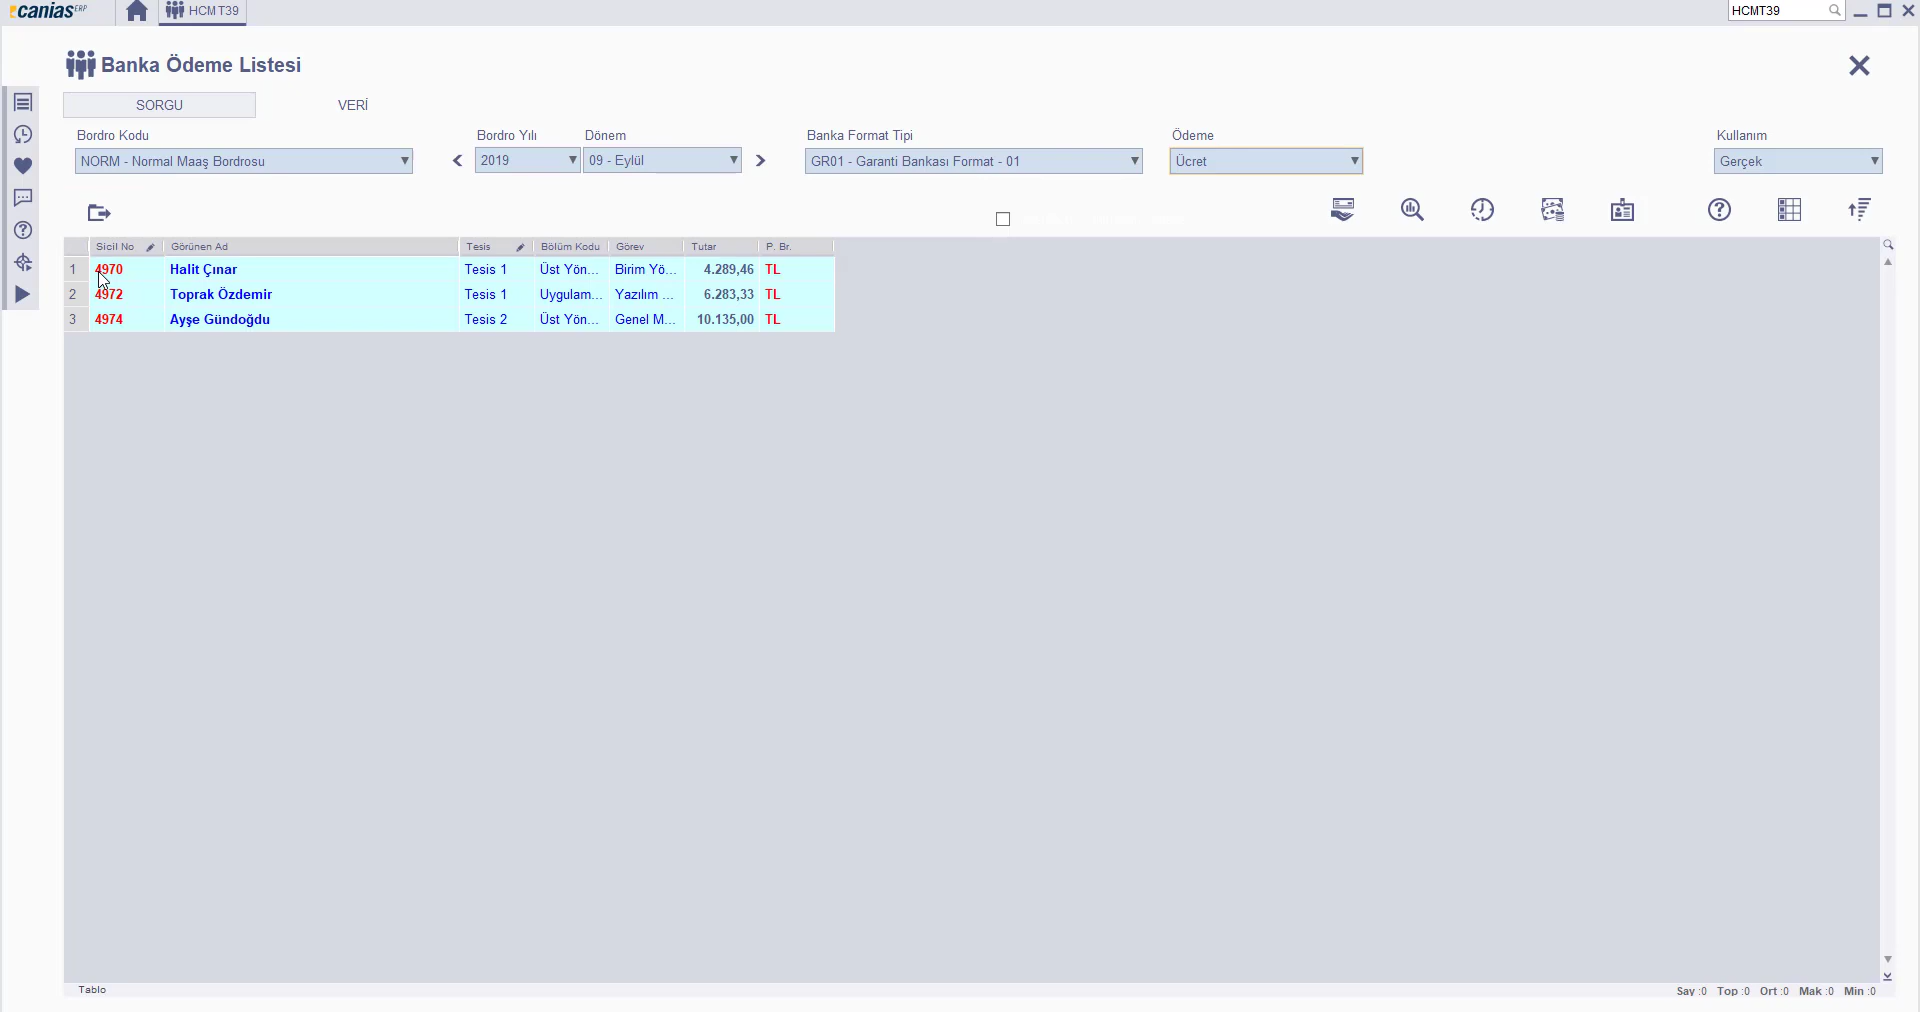 caniasERP HCMT39 HCMT39
Banka Ödeme Listesi
SORGU VERİ
Bordro Kodu Bordro Yılı Dönem Banka Format Tipi Ödeme Kullanım
NORM - Normal Maaş Bordrosu 2019 09 - Eylül GR01 - Garanti Bankası Format - 01 Ücret Gerçek
Sicil No Görünen Ad Tesis Bölüm Kodu Görev Tutar P. Br.
1 4970 Halit Çınar Tesis 1 Üst Yön... Birim Yö... 4.289,46 TL
2 4972 Toprak Özdemir Tesis 1 Uygulam... Yazılım ... 6.283,33 TL
3 4974 Ayşe Gündoğdu Tesis 2 Üst Yön... Genel M... 10.135,00 TL
Tablo Say :0 Top :0 Ort :0 Mak :0 Min :0